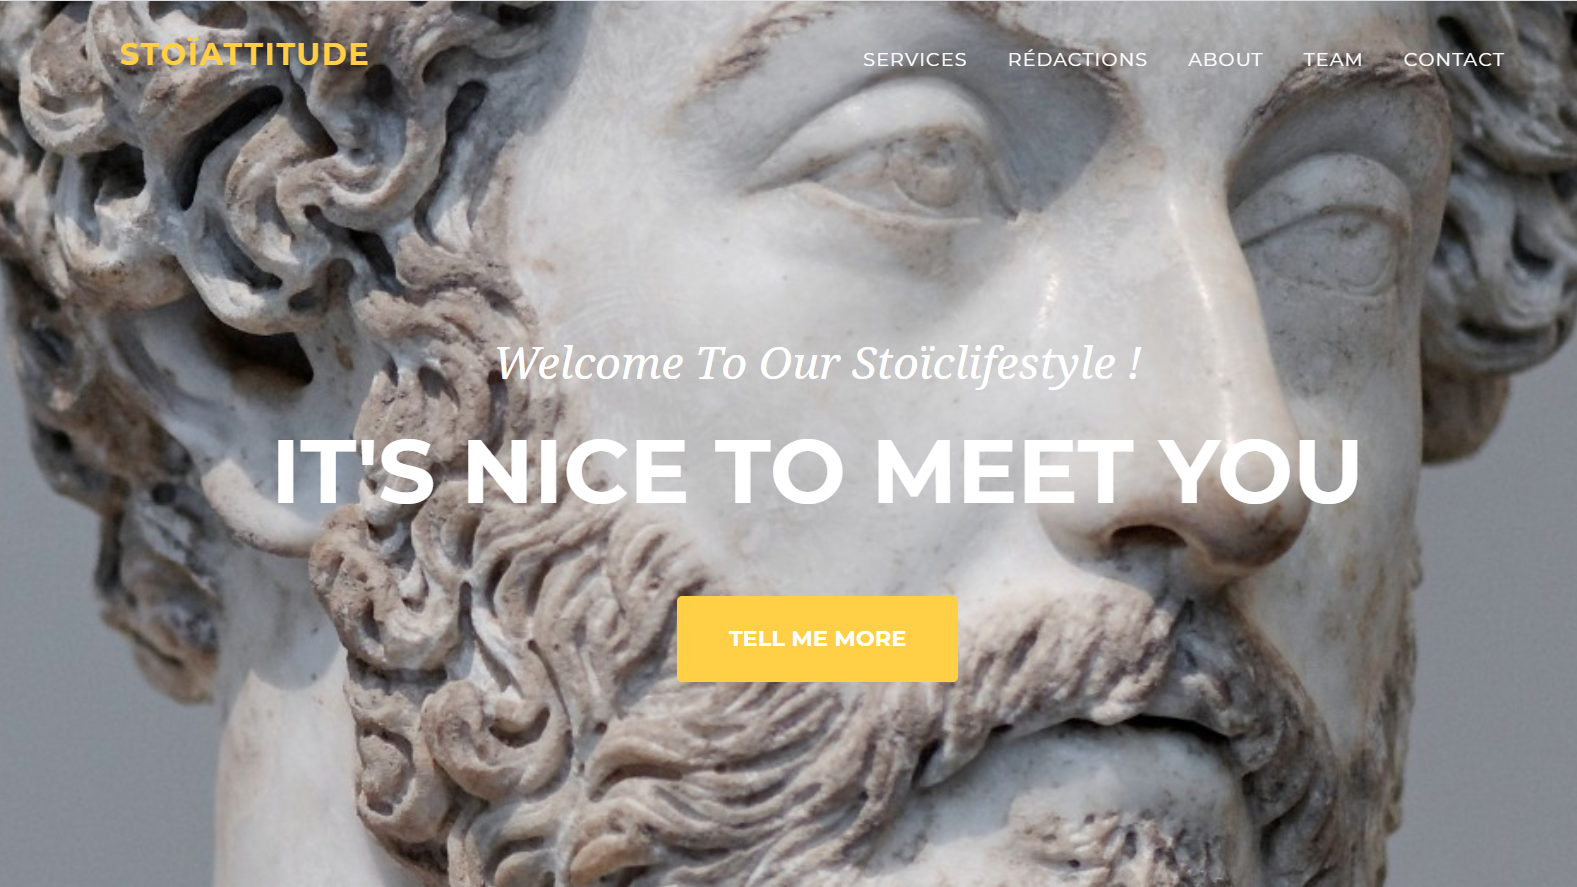 STOÏATTITUDE
SERVICES RÉDACTIONS ABOUT TEAM CONTACT
Welcome To Our Stoïclifestyle !
IT'S NICE TO MEET YOU
TELL ME MORE